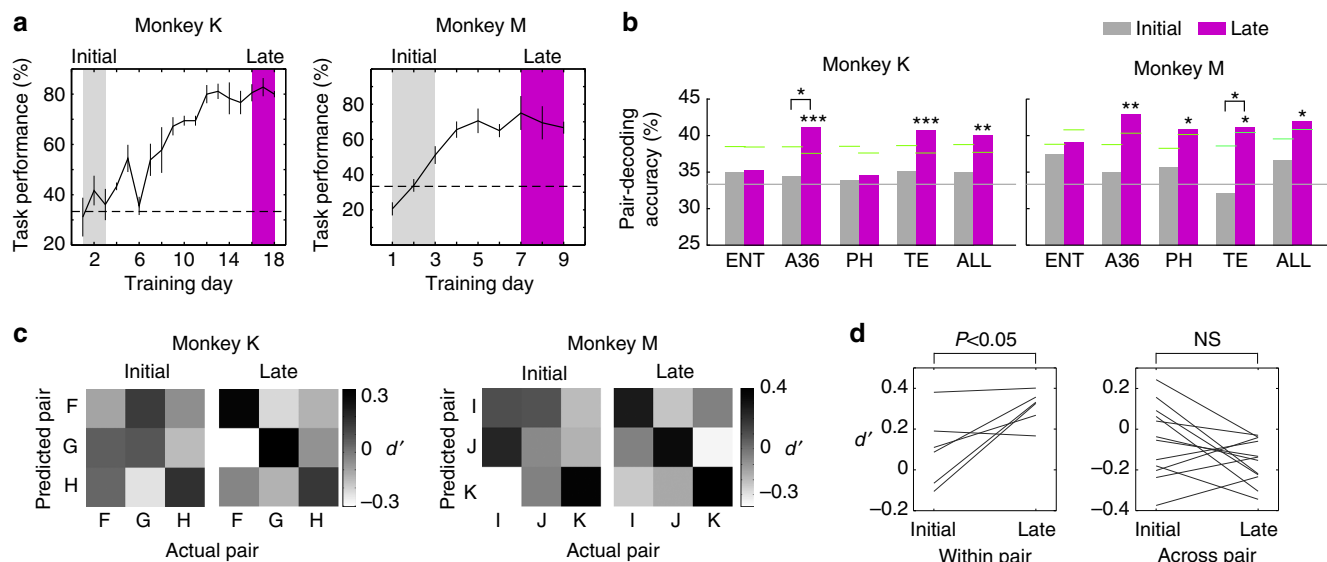 a
Monkey K
Initial
Late
Task performance (%)
80
60
40
20
2
6
10
14
18
Training day
Monkey M
Initial
Late
Task performance (%)
80
60
40
20
1
3
5
7
9
Training day
b
Initial
Late
Monkey K
Pair-decoding
accuracy (%)
45
40
35
30
25
*
***
***
**
ENT
A36
PH
TE
ALL
Monkey M
**
*
*
*
*
ENT
A36
PH
TE
ALL
c
Monkey K
Initial
Late
Predicted pair
F
G
H
F
G
H
F
G
H
Actual pair
0.3
0
d′
–0.3
Monkey M
Initial
Late
Predicted pair
I
J
K
I
J
K
I
J
K
Actual pair
0.4
0
d′
–0.3
d
P<0.05
d′
0.4
0.2
0
–0.2
Initial
Late
Within pair
NS
0.2
0
–0.2
–0.4
Initial
Late
Across pair